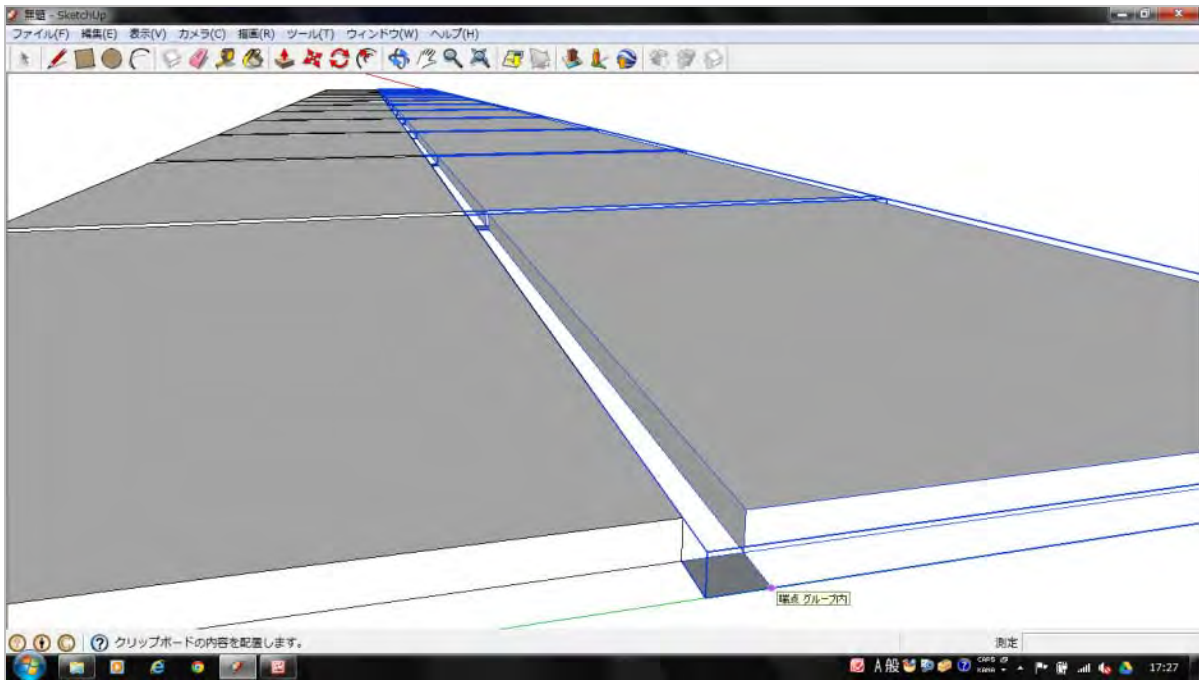 無題 - SketchUp
ファイル(F) 編集(E) 表示(V) カメラ(C) 描画(R) ツール(T) ウィンドウ(W) ヘルプ(H)
端点 グループ内
クリップボードの内容を配置します。
測定
A 般 CAPS KANA 17:27